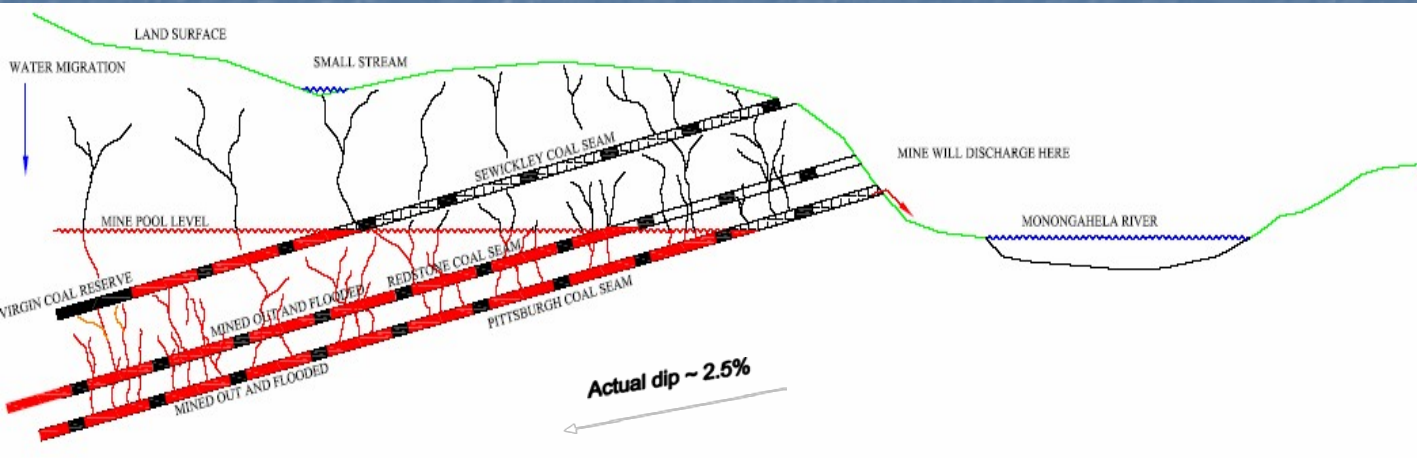 LAND SURFACE
WATER MIGRATION
SMALL STREAM
SEWICKLEY COAL SEAM
MINE WILL DISCHARGE HERE
MINE POOL LEVEL
MONONGAHELA RIVER
VIRGIN COAL RESERVE
REDSTONE COAL SEAM
MINED OUT AND FLOODED
PITTSBURGH COAL SEAM
MINED OUT AND FLOODED
Actual dip ~ 2.5%